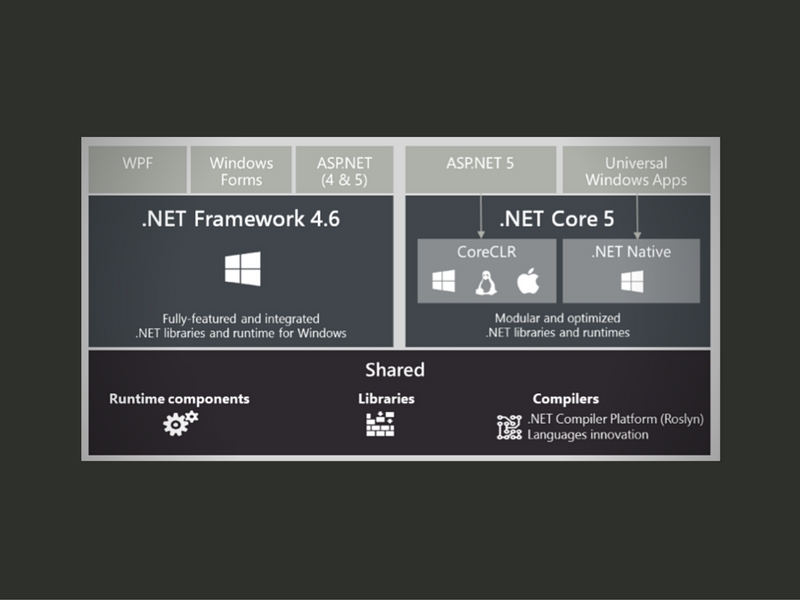 WPF
Windows
Forms
ASP.NET
(4 & 5)
ASP.NET 5
Universal
Windows Apps
.NET Framework 4.6
Fully-featured and integrated
.NET libraries and runtime for Windows
.NET Core 5
CoreCLR
.NET Native
Modular and optimized
.NET libraries and runtimes
Shared
Runtime components
Libraries
Compilers
.NET Compiler Platform (Roslyn)
Languages innovation